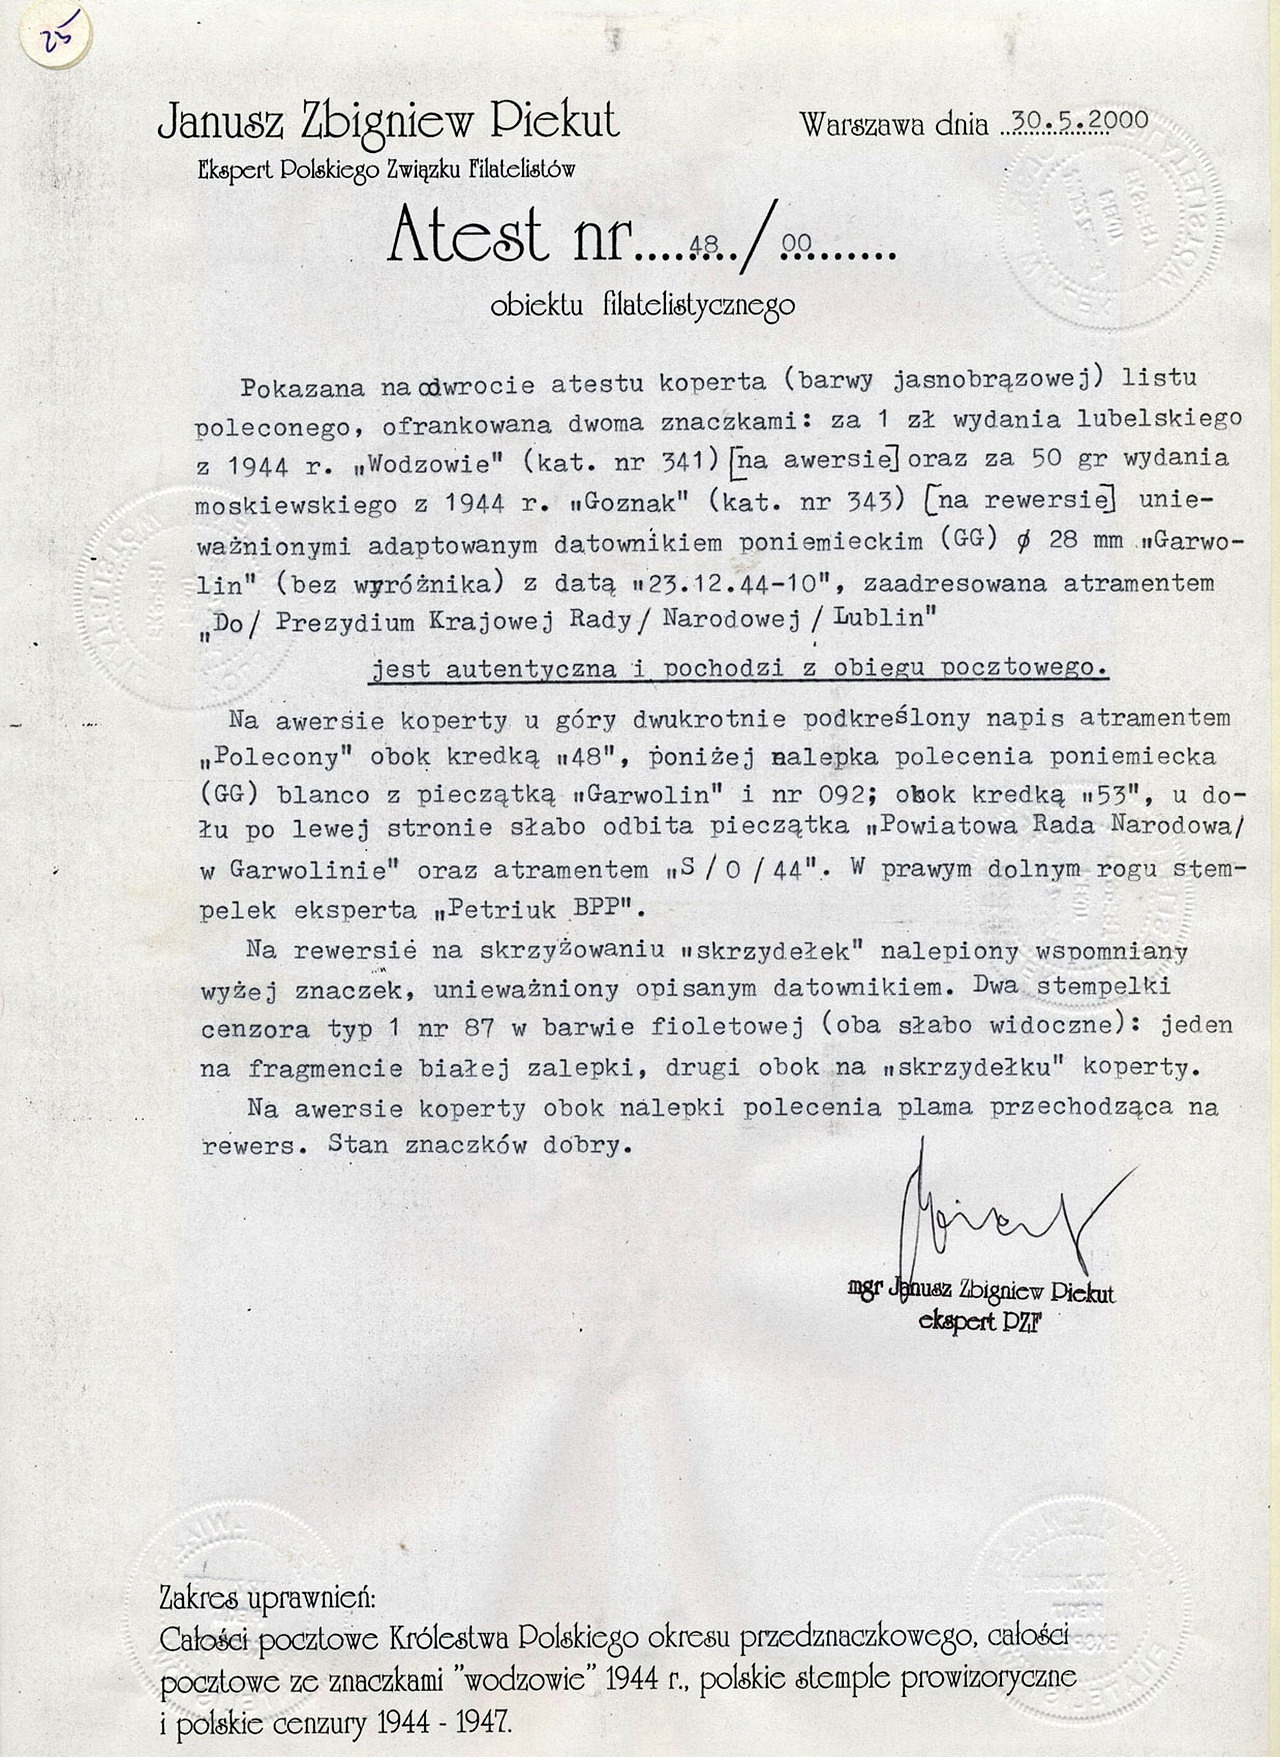 25
Janusz Zbigniew Piekut
Warszawa dnia ..30.5.2000
Ekspert Polskiego Związku Filatelistów
Atest nr.....48../..00.........
obiektu filatelistycznego
Pokazana na odwrocie atestu koperta (barwy jasnobrązowej) listu
poleconego, ofrankowana dwoma znaczkami: za 1 zł wydania lubelskiego
z 1944 r. „Wodzowie" (kat. nr 341) [na awersie] oraz za 50 gr wydania
moskiewskiego z 1944 r. „Goznak" (kat. nr 343) [na rewersie] unie-
ważnionymi adaptowanym datownikiem poniemieckim (GG) ø 28 mm „Garwo-
lin" (bez wyróżnika) z datą „23.12.44-10", zaadresowana atramentem
„Do/ Prezydium Krajowej Rady/ Narodowej / Lublin"
jest autentyczna i pochodzi z obiegu pocztowego.
Na awersie koperty u góry dwukrotnie podkreślony napis atramentem
„Polecony" obok kredką „48", poniżej nalepka polecenia poniemiecka
(GG) blanco z pieczątką „Garwolin" i nr 092; obok kredką „53", u do-
łu po lewej stronie słabo odbita pieczątka „Powiatowa Rada Narodowa/
w Garwolinie" oraz atramentem „S / O / 44". W prawym dolnym rogu stem-
pelek eksperta „Petriuk BPP".
Na rewersie na skrzyżowaniu „skrzydełek" nalepiony wspomniany
wyżej znaczek, unieważniony opisanym datownikiem. Dwa stempelki
cenzora typ 1 nr 87 w barwie fioletowej (oba słabo widoczne): jeden
na fragmencie białej zalepki, drugi obok na „skrzydełku" koperty.
Na awersie koperty obok nalepki polecenia plama przechodząca na
rewers. Stan znaczków dobry.
mgr Janusz Zbigniew Piekut
ekspert PZF
Zakres uprawnień:
Całości pocztowe Królestwa Polskiego okresu przedznaczkowego, całości
pocztowe ze znaczkami "wodzowie" 1944 r., polskie stemple prowizoryczne
i polskie cenzury 1944 - 1947.